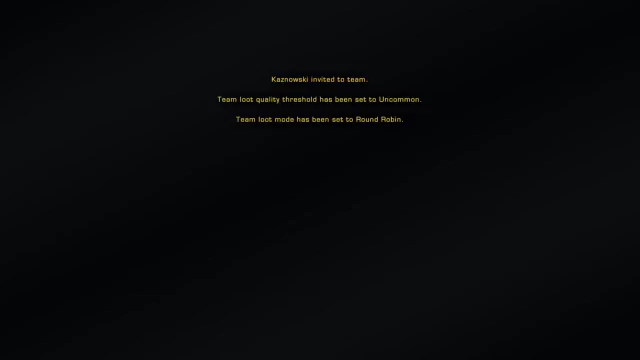 Kaznowski invited to team.
Team loot quality threshold has been set to Uncommon.
Team loot mode has been set to Round Robin.